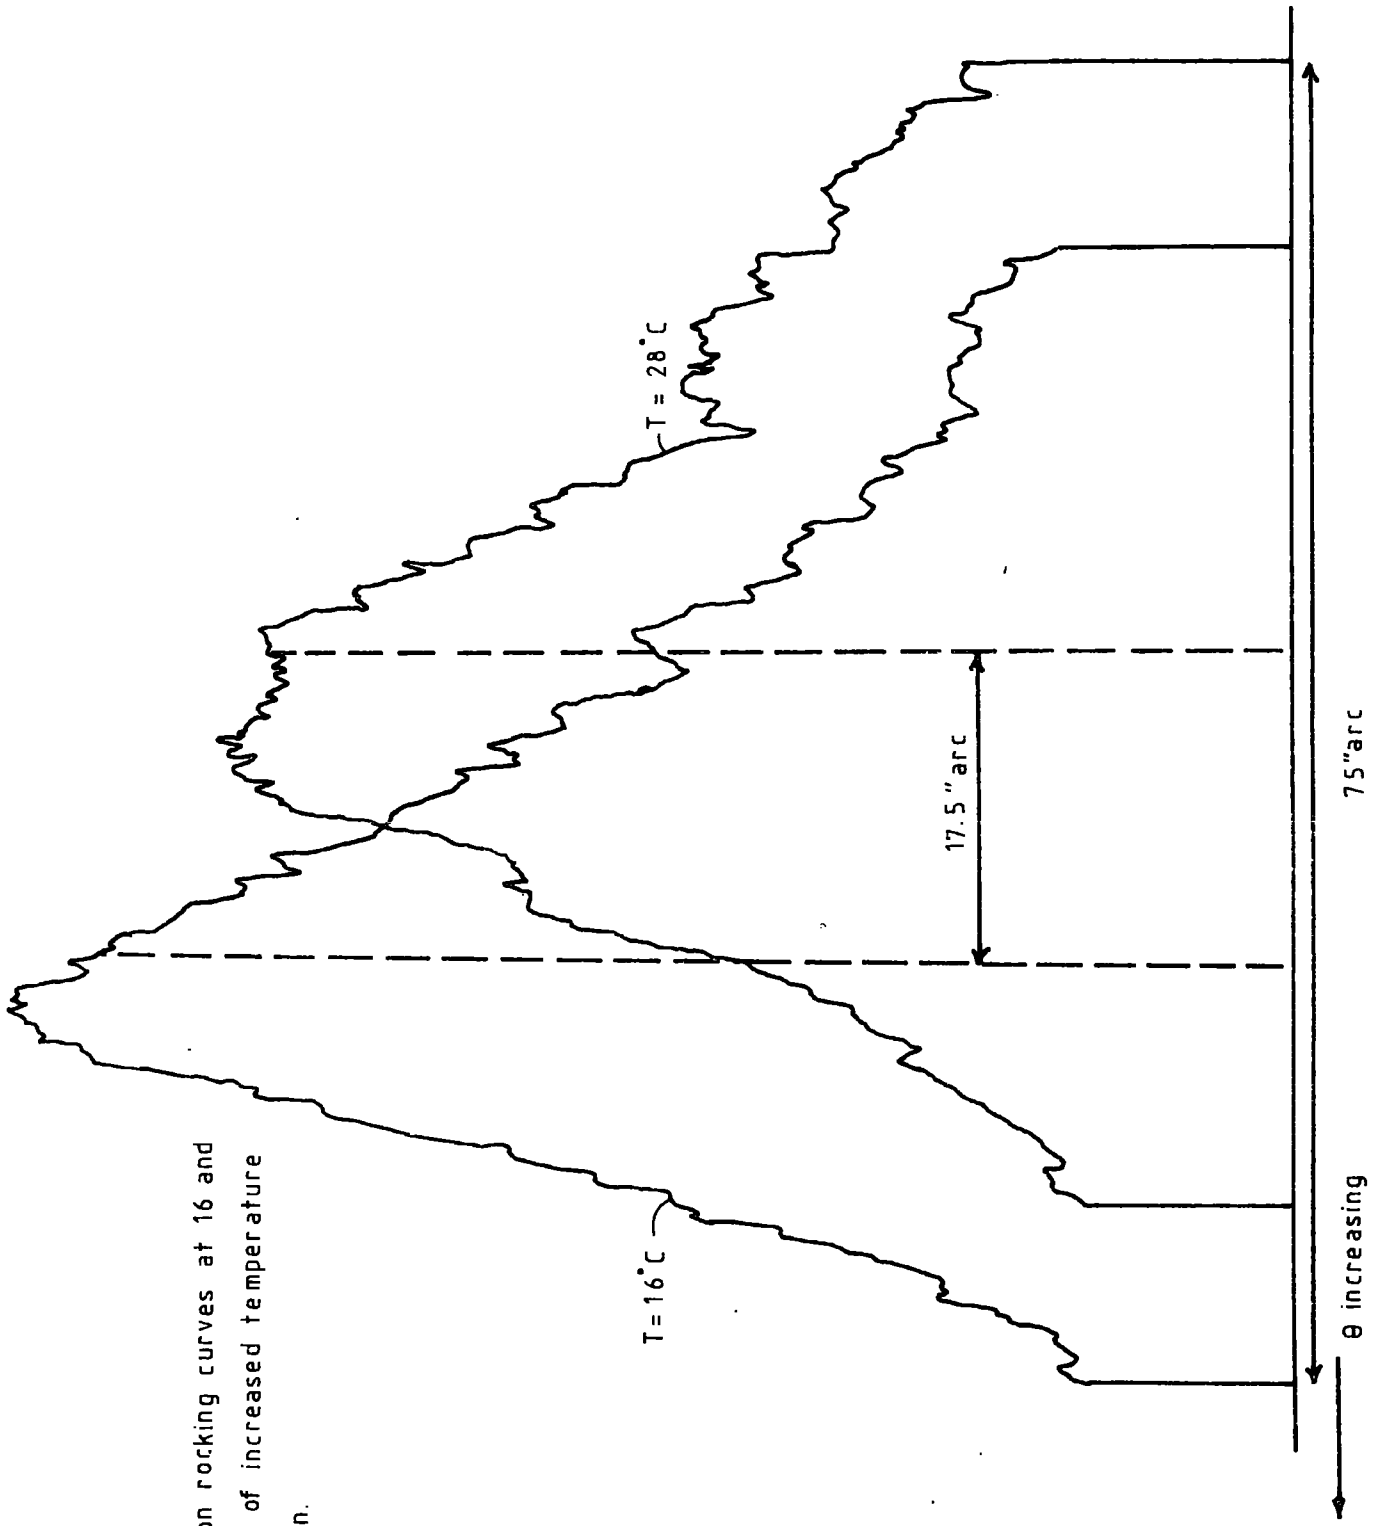 on rocking curves at 16 and
of increased temperature
n.
T = 28°C
T = 16°C
17.5"arc
75"arc
θ increasing